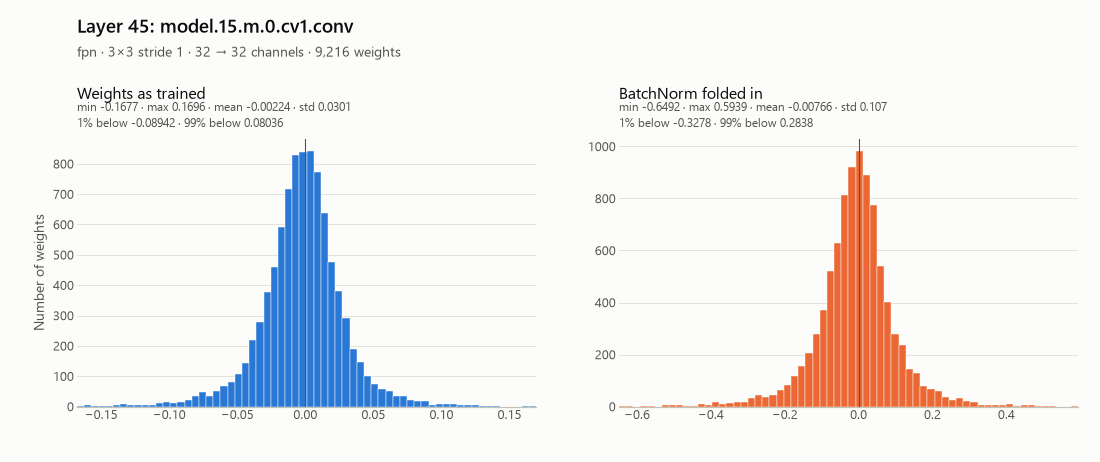 Layer 45: model.15.m.0.cv1.conv
fpn · 3×3 stride 1 · 32 → 32 channels · 9,216 weights
Weights as trained
min -0.1677 · max 0.1696 · mean -0.00224 · std 0.0301
1% below -0.08942 · 99% below 0.08036
Number of weights
800
700
600
500
400
300
200
100
0
−0.15 −0.10 −0.05 0.00 0.05 0.10 0.15
BatchNorm folded in
min -0.6492 · max 0.5939 · mean -0.00766 · std 0.107
1% below -0.3278 · 99% below 0.2838
1000
800
600
400
200
0
−0.6 −0.4 −0.2 0.0 0.2 0.4